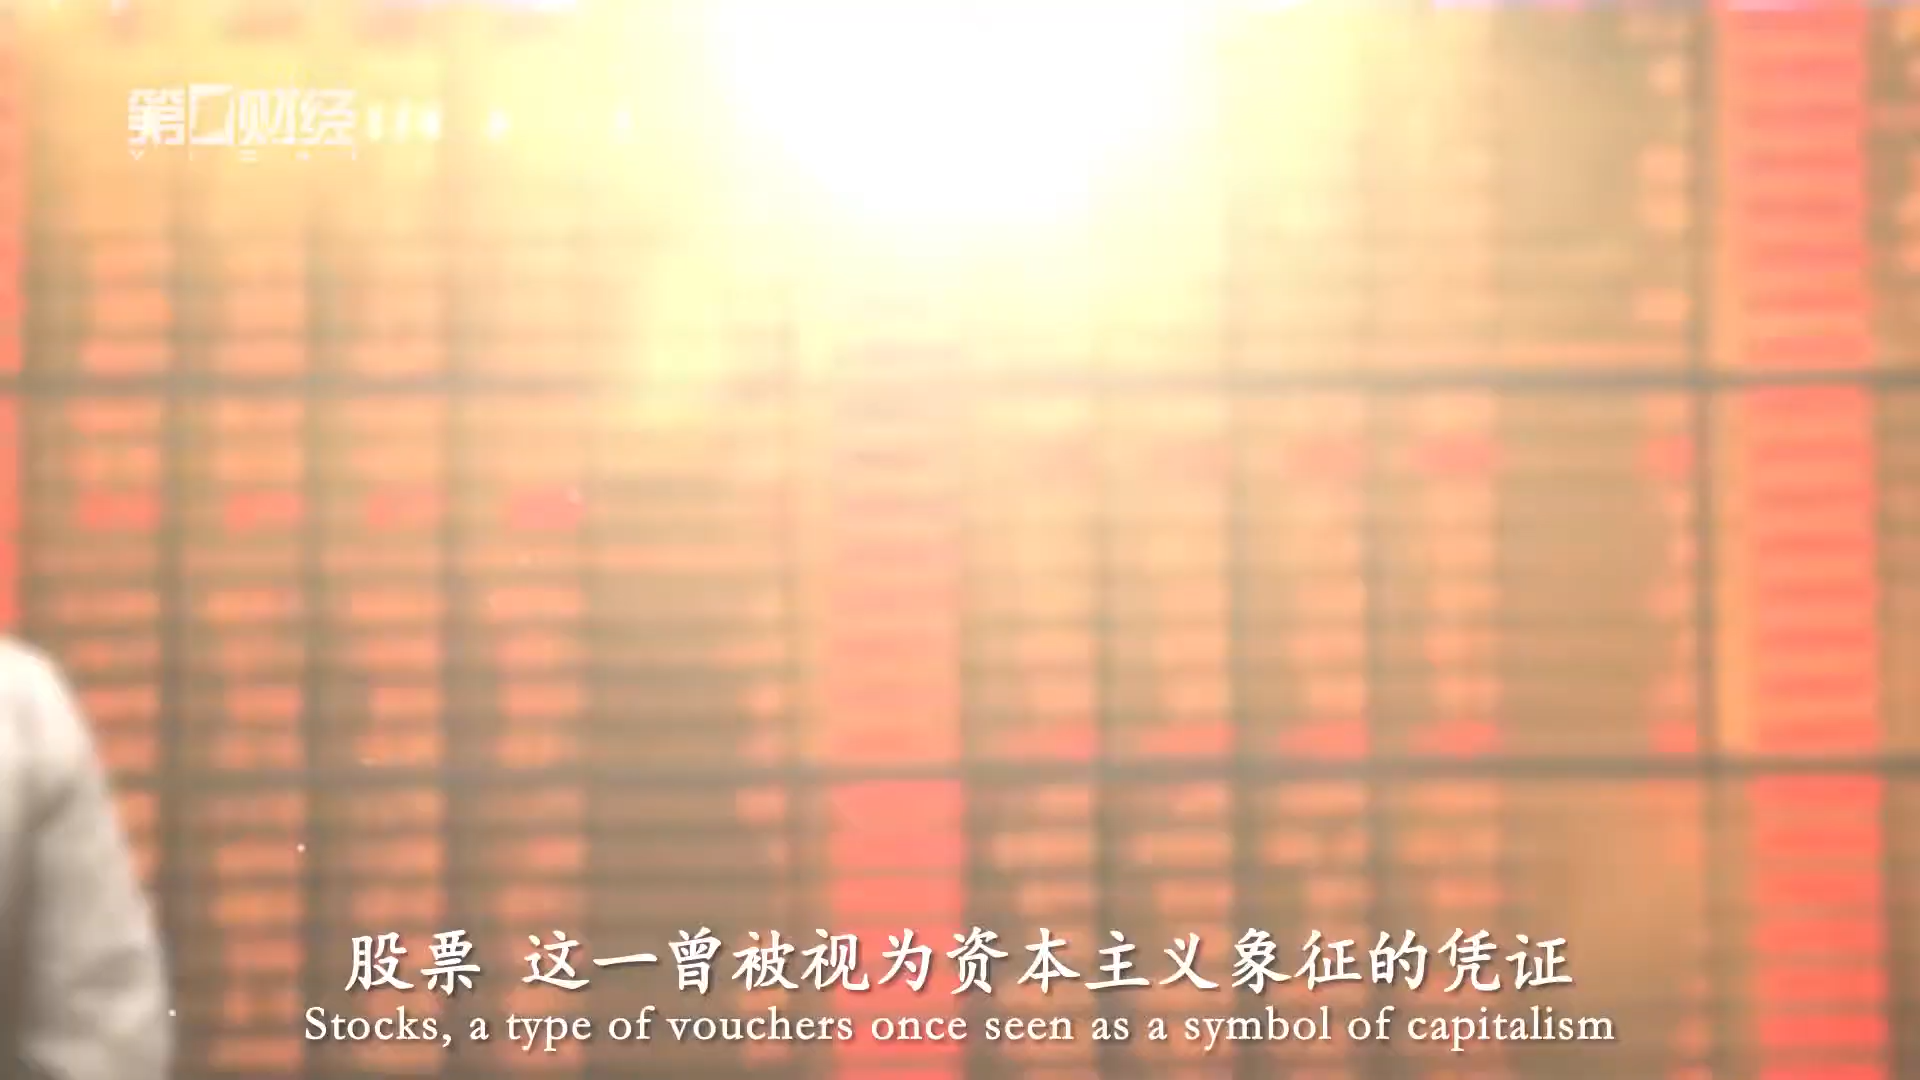 第一财经
股票 这一曾被视为资本主义象征的凭证
Stocks, a type of vouchers once seen as a symbol of capitalism